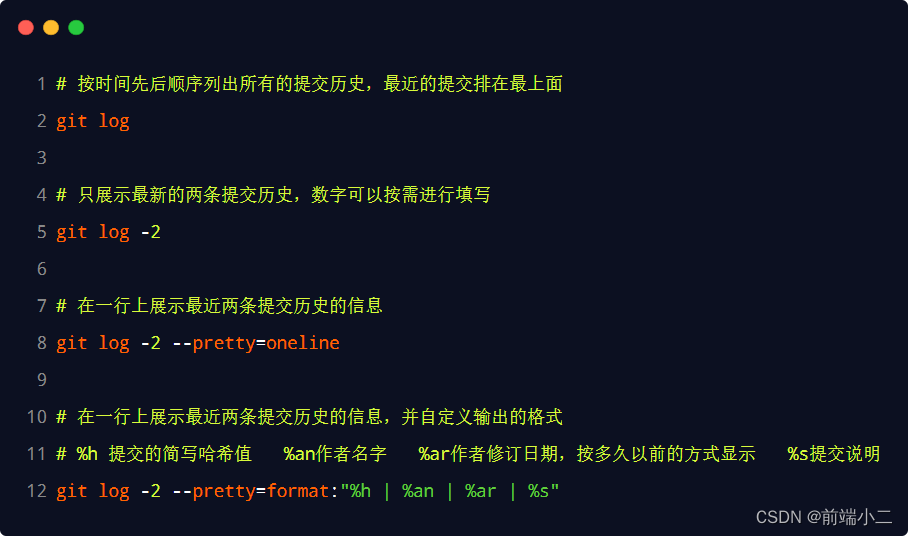 1 # 按时间先后顺序列出所有的提交历史，最近的提交排在最上面
2 git log
3
4 # 只展示最新的两条提交历史，数字可以按需进行填写
5 git log -2
6
7 # 在一行上展示最近两条提交历史的信息
8 git log -2 --pretty=oneline
9
10 # 在一行上展示最近两条提交历史的信息，并自定义输出的格式
11 # %h 提交的简写哈希值   %an作者名字   %ar作者修订日期，按多久以前的方式显示   %s提交说明
12 git log -2 --pretty=format:"%h | %an | %ar | %s"
CSDN @前端小二